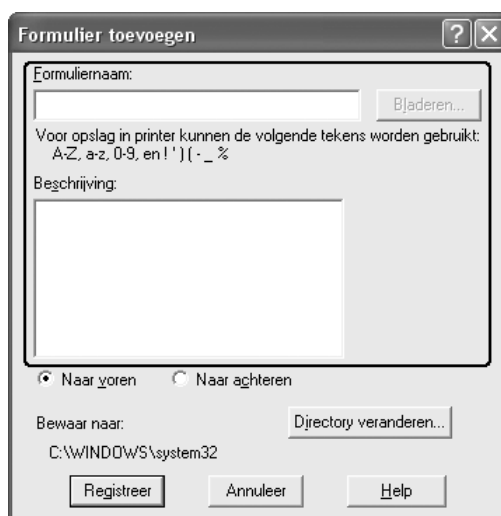 Formulier toevoegen
Formuliernaam:
Bladeren...
Voor opslag in printer kunnen de volgende tekens worden gebruikt:
A-Z, a-z, 0-9, en ! ' ) ( - _ %
Beschrijving:
Naar voren
Naar achteren
Bewaar naar:
Directory veranderen...
C:\WINDOWS\system32
Registreer
Annuleer
Help